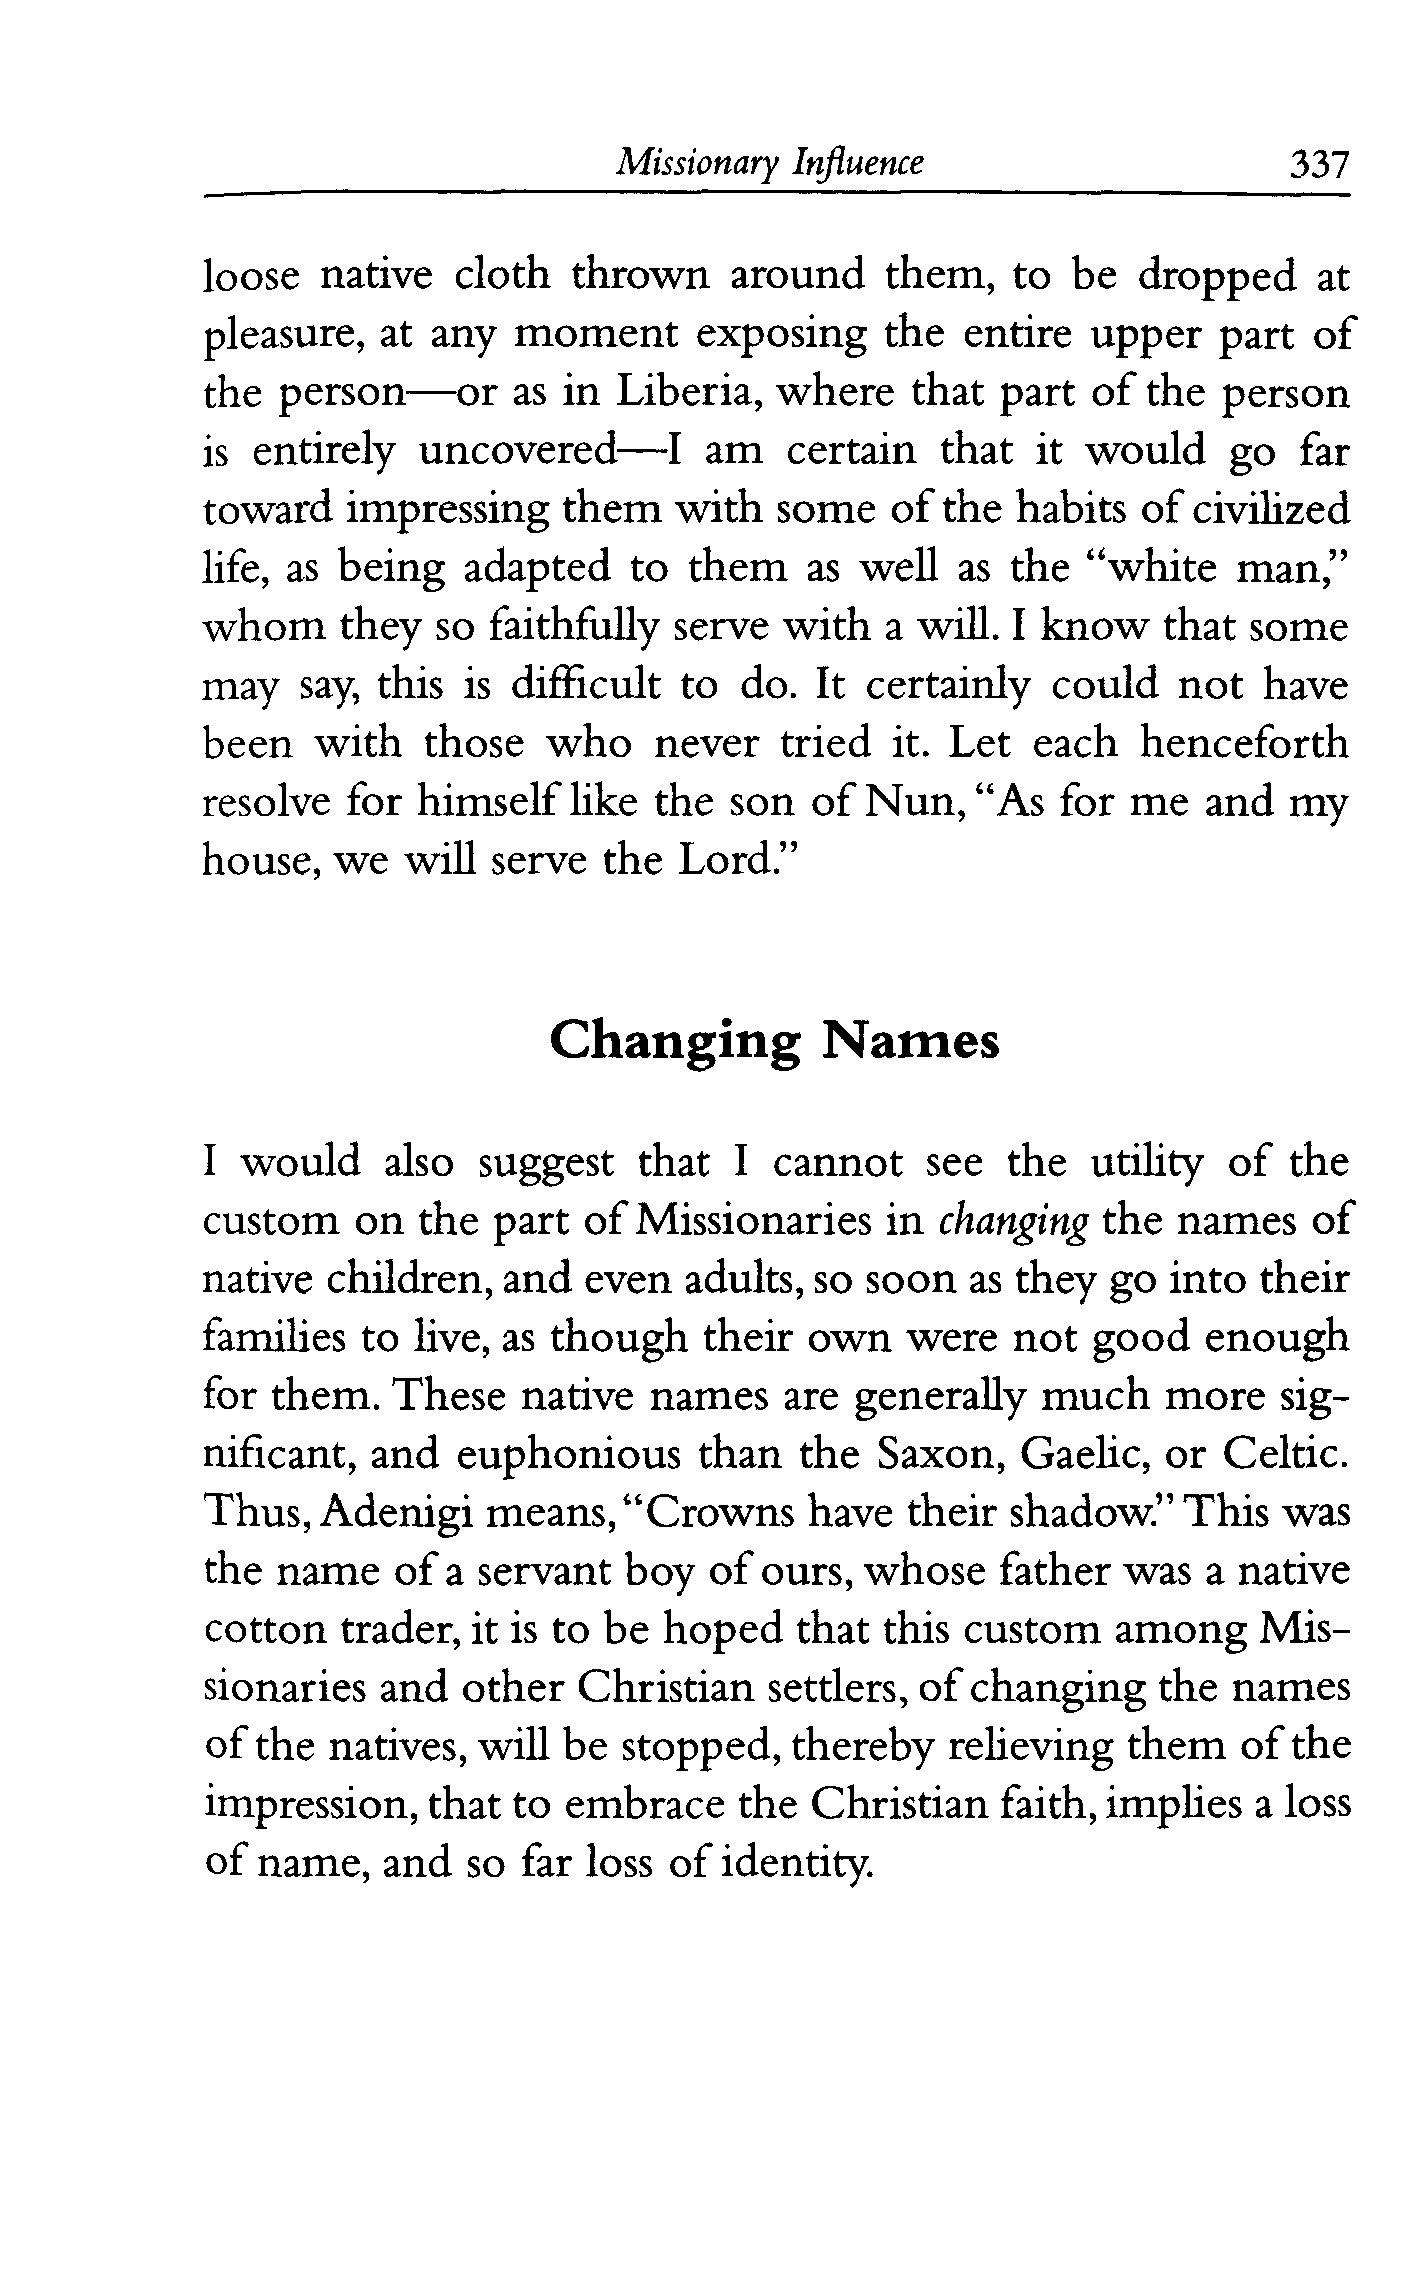 Missionary Influence 337
loose native cloth thrown around them, to be dropped at
pleasure, at any moment exposing the entire upper part of
the person—or as in Liberia, where that part of the person
is entirely uncovered—I am certain that it would go far
toward impressing them with some of the habits of civilized
life, as being adapted to them as well as the “white man,”
whom they so faithfully serve with a will. I know that some
may say, this is difficult to do. It certainly could not have
been with those who never tried it. Let each henceforth
resolve for himself like the son of Nun, “As for me and my
house, we will serve the Lord.”
Changing Names
I would also suggest that I cannot see the utility of the
custom on the part of Missionaries in changing the names of
native children, and even adults, so soon as they go into their
families to live, as though their own were not good enough
for them. These native names are generally much more sig-
nificant, and euphonious than the Saxon, Gaelic, or Celtic.
Thus, Adenigi means, “Crowns have their shadow.” This was
the name of a servant boy of ours, whose father was a native
cotton trader, it is to be hoped that this custom among Mis-
sionaries and other Christian settlers, of changing the names
of the natives, will be stopped, thereby relieving them of the
impression, that to embrace the Christian faith, implies a loss
of name, and so far loss of identity.